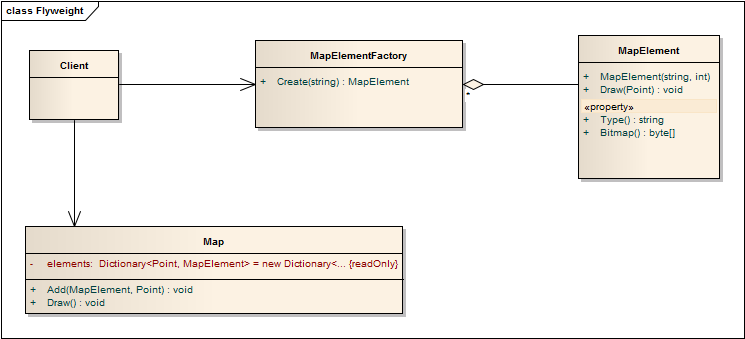 class Flyweight
Client
MapElementFactory
+ Create(string) : MapElement
*
MapElement
+ MapElement(string, int)
+ Draw(Point) : void
«property»
+ Type() : string
+ Bitmap() : byte[]
Map
- elements: Dictionary<Point, MapElement> = new Dictionary<... {readOnly}
+ Add(MapElement, Point) : void
+ Draw() : void